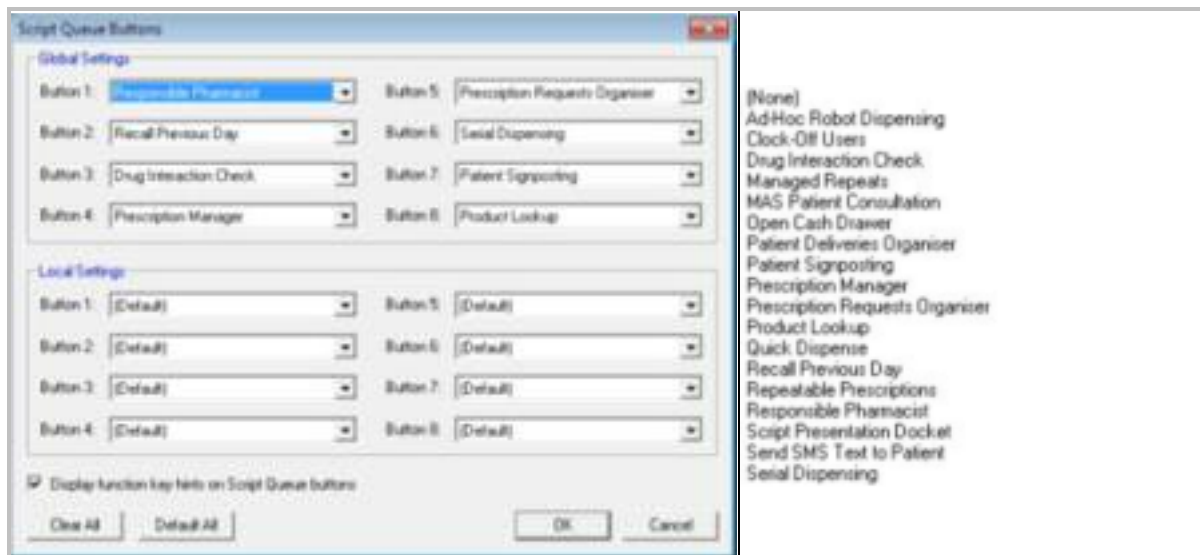 Script Queue Buttons
Global Settings
Button 1: Responsible Pharmacist Button 5: Prescription Requests Organiser
Button 2: Recall Previous Day Button 6: Serial Dispensing
Button 3: Drug Interaction Check Button 7: Patient Signposting
Button 4: Prescription Manager Button 8: Product Lookup
Local Settings
Button 1: (Default) Button 5: (Default)
Button 2: (Default) Button 6: (Default)
Button 3: (Default) Button 7: (Default)
Button 4: (Default) Button 8: (Default)
Display function key hints on Script Queue buttons
Clear All Default All OK Cancel
(None)
Ad-Hoc Robot Dispensing
Clock-Off Users
Drug Interaction Check
Managed Repeats
MAS Patient Consultation
Open Cash Drawer
Patient Deliveries Organiser
Patient Signposting
Prescription Manager
Prescription Requests Organiser
Product Lookup
Quick Dispense
Recall Previous Day
Repeatable Prescriptions
Responsible Pharmacist
Script Presentation Docket
Send SMS Text to Patient
Serial Dispensing